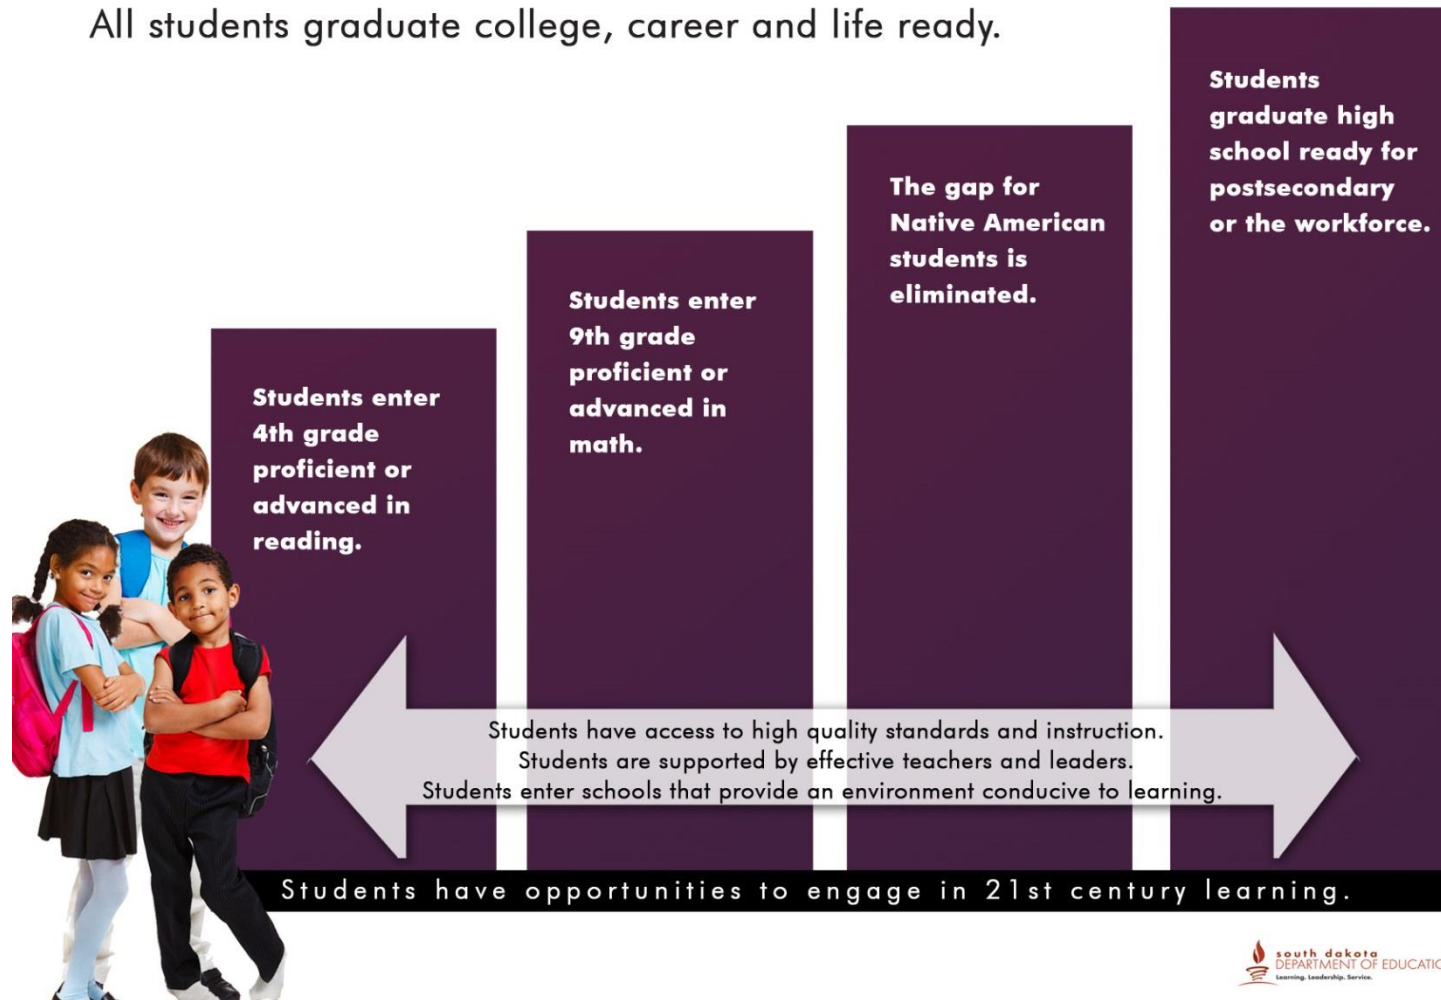 All students graduate college, career and life ready.
Students enter
4th grade
proficient or
advanced in
reading.
Students enter
9th grade
proficient or
advanced in
math.
The gap for
Native American
students is
eliminated.
Students
graduate high
school ready for
postsecondary
or the workforce.
Students have access to high quality standards and instruction.
Students are supported by effective teachers and leaders.
Students enter schools that provide an environment conducive to learning.
Students have opportunities to engage in 21st century learning.
south dakota
DEPARTMENT OF EDUCATIO
Learning. Leadership. Service.